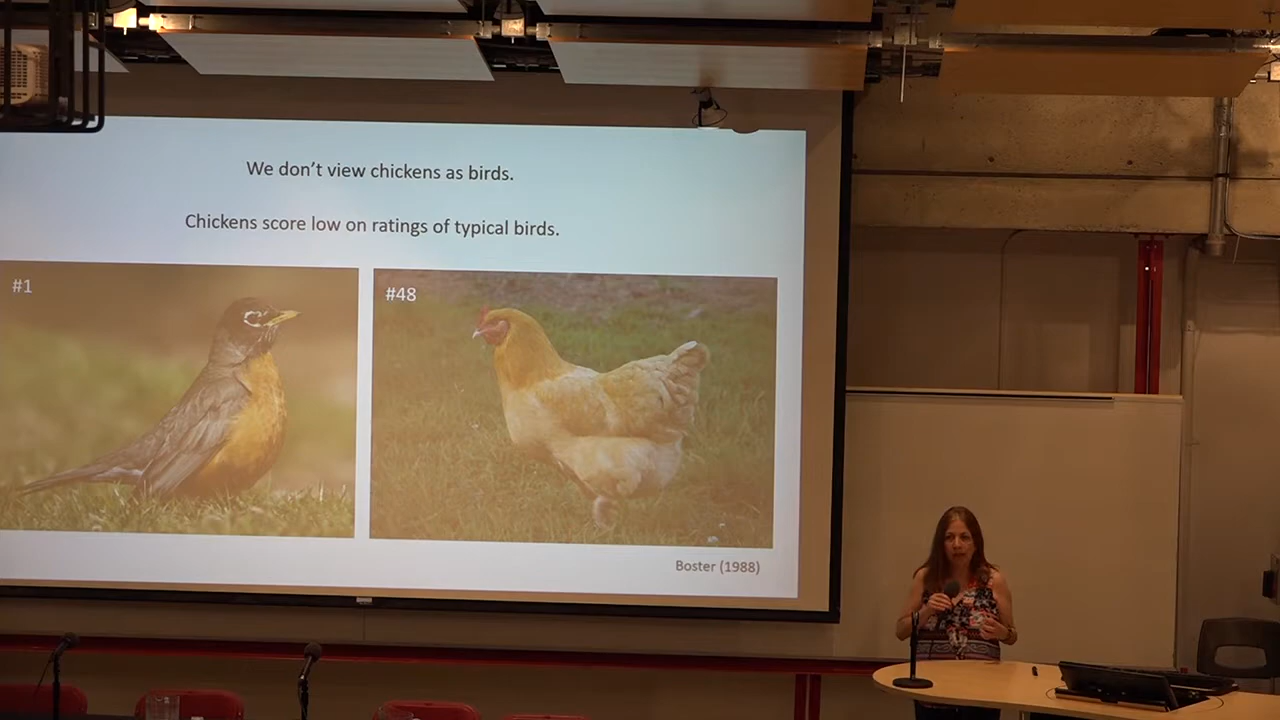 We don't view chickens as birds.
Chickens score low on ratings of typical birds.
#1
#48
Boster (1988)